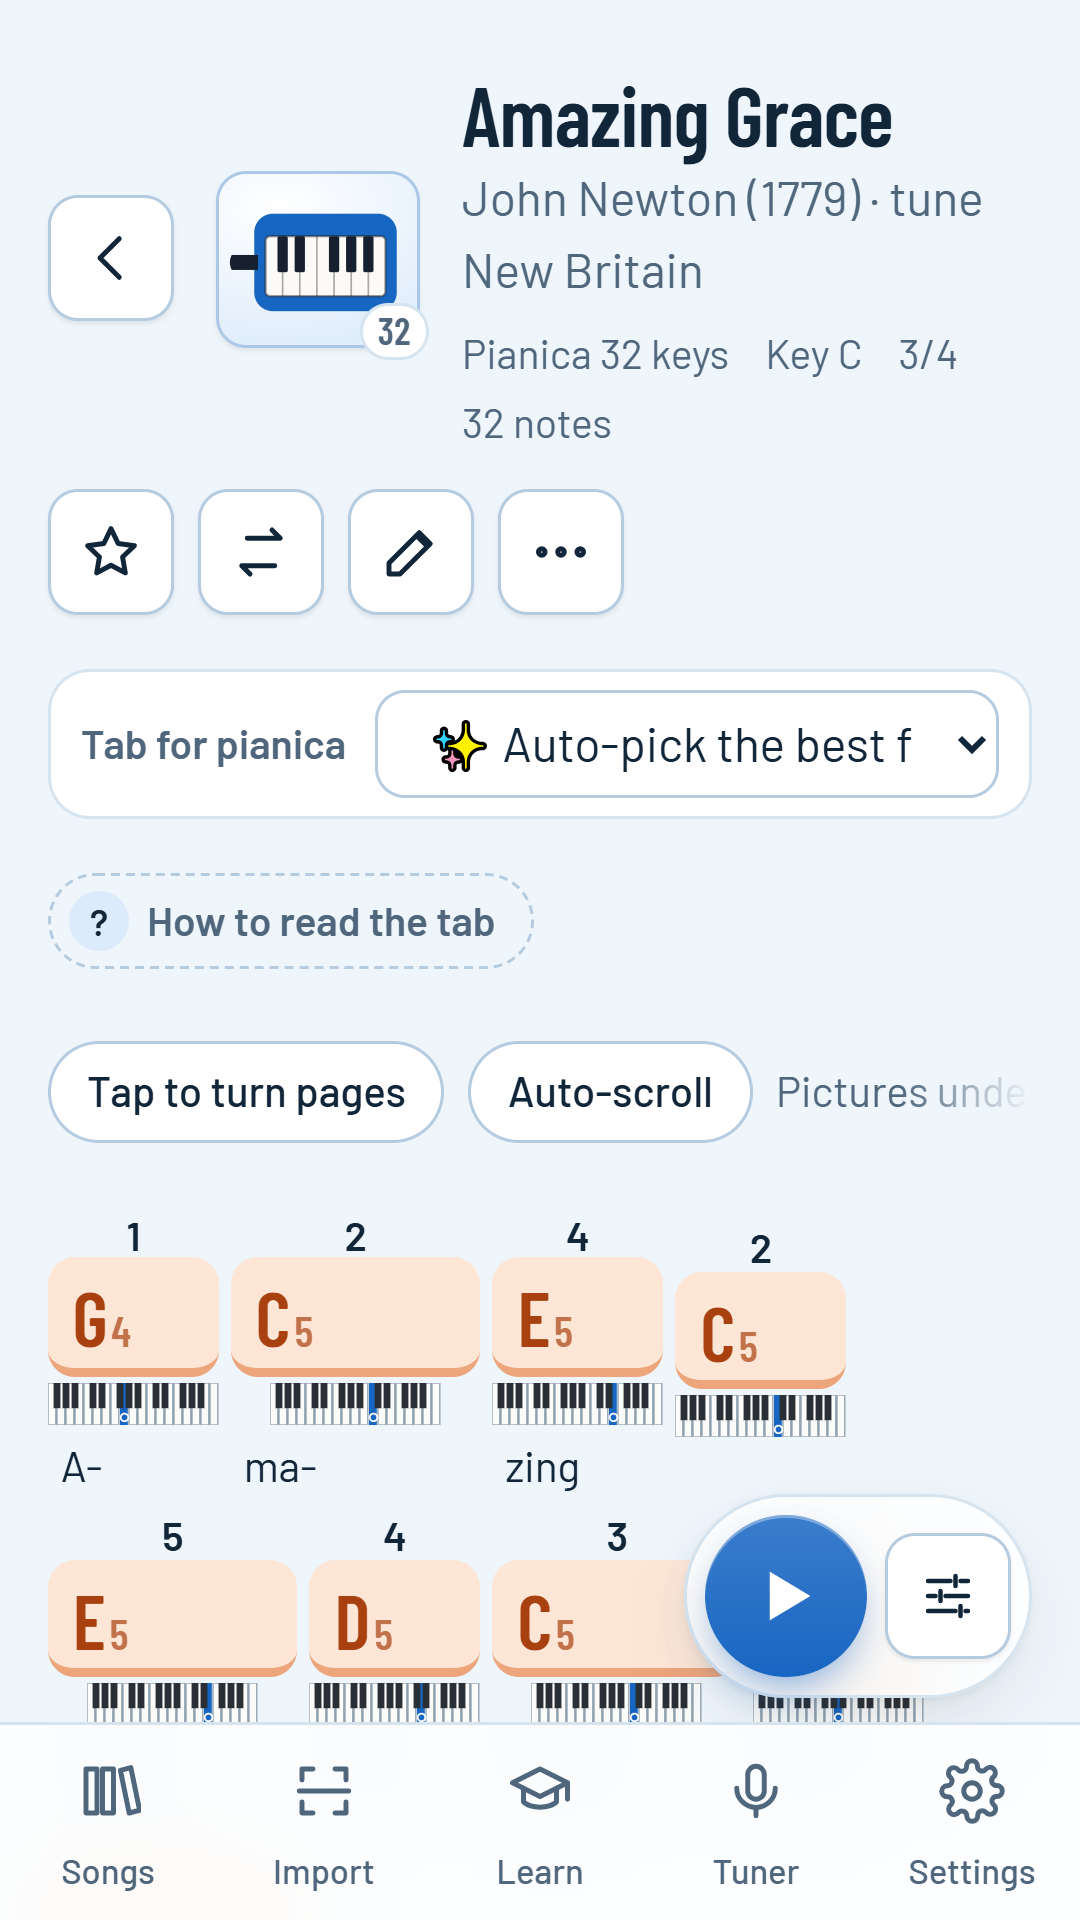 Amazing Grace
John Newton (1779) · tune
New Britain
32
Pianica 32 keys Key C 3/4
32 notes
Tab for pianica
Auto-pick the best f
? How to read the tab
Tap to turn pages
Auto-scroll
Pictures unde
1 2 4 2
G4 C5 E5 C5
A- ma- zing
5 4 3
E5 D5 C5
Songs Import Learn Tuner Settings